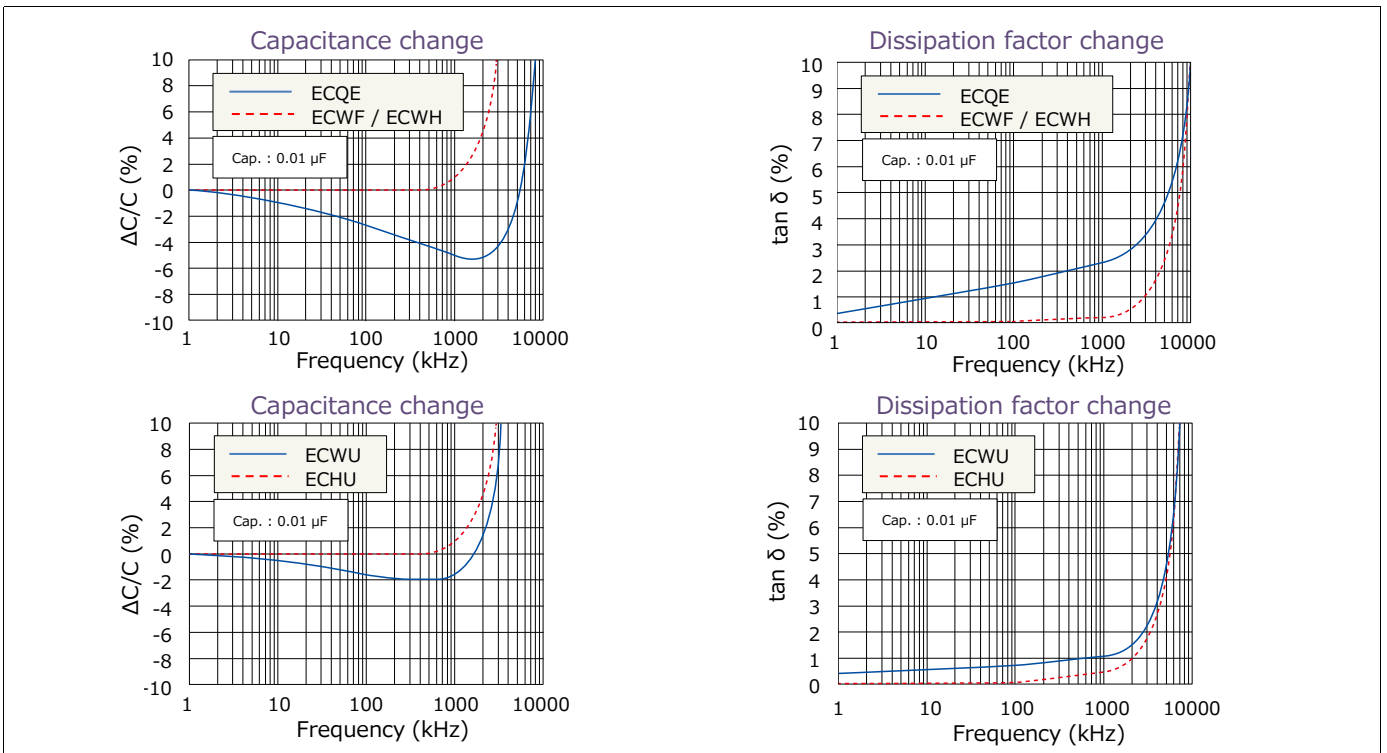 Capacitance change
10
8
6
4
2
0
-2
-4
-6
-8
-10
ΔC/C (%)
ECQE
ECWF / ECWH
Cap. : 0.01 μF
1 10 100 1000 10000
Frequency (kHz)
Dissipation factor change
10
9
8
7
6
5
4
3
2
1
0
tan δ (%)
ECQE
ECWF / ECWH
Cap. : 0.01 μF
1 10 100 1000 10000
Frequency (kHz)
Capacitance change
10
8
6
4
2
0
-2
-4
-6
-8
-10
ΔC/C (%)
ECWU
ECHU
Cap. : 0.01 μF
1 10 100 1000 10000
Frequency (kHz)
Dissipation factor change
10
9
8
7
6
5
4
3
2
1
0
tan δ (%)
ECWU
ECHU
Cap. : 0.01 μF
1 10 100 1000 10000
Frequency (kHz)